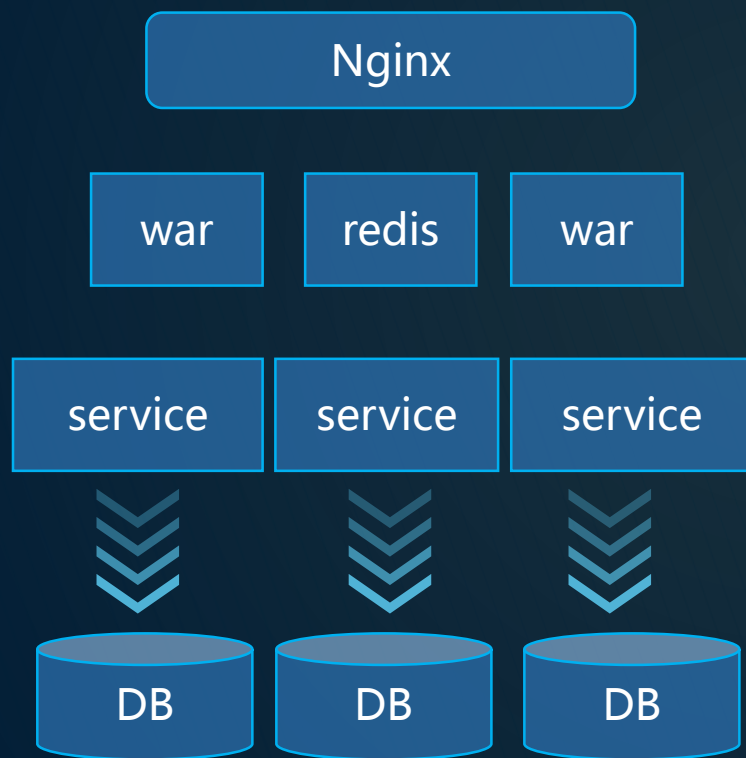 Nginx
war
redis
war
service
service
service
DB
DB
DB